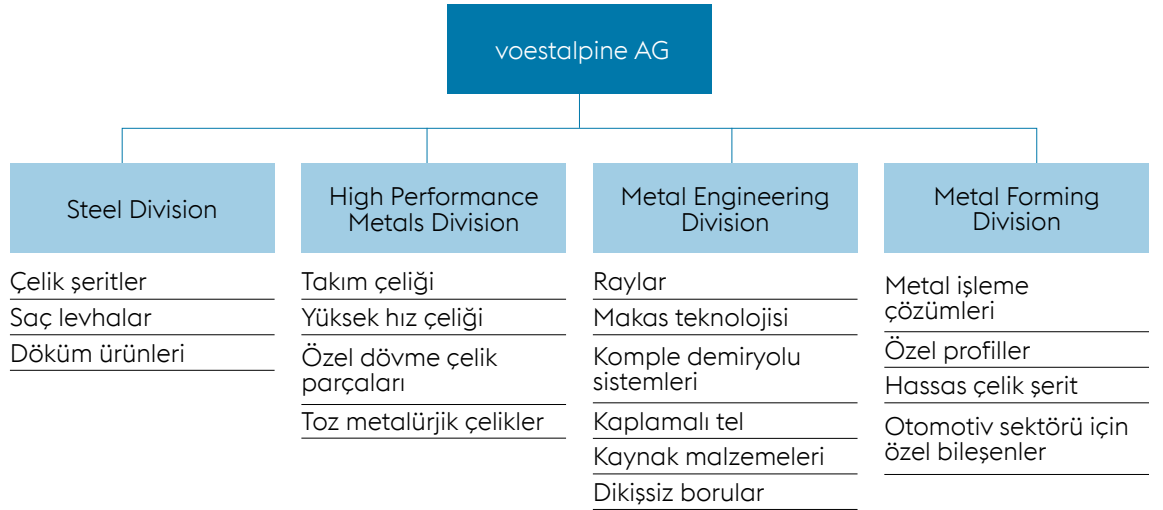 voestalpine AG
Steel Division
Çelik şeritler
Saç levhalar
Döküm ürünleri
High Performance
Metals Division
Takım çeliği
Yüksek hız çeliği
Özel dövme çelik
parçaları
Toz metalürjik çelikler
Metal Engineering
Division
Raylar
Makas teknolojisi
Komple demiryolu
sistemleri
Kaplamalı tel
Kaynak malzemeleri
Dikişsiz borular
Metal Forming
Division
Metal işleme
çözümleri
Özel profiller
Hassas çelik şerit
Otomotiv sektörü için
özel bileşenler